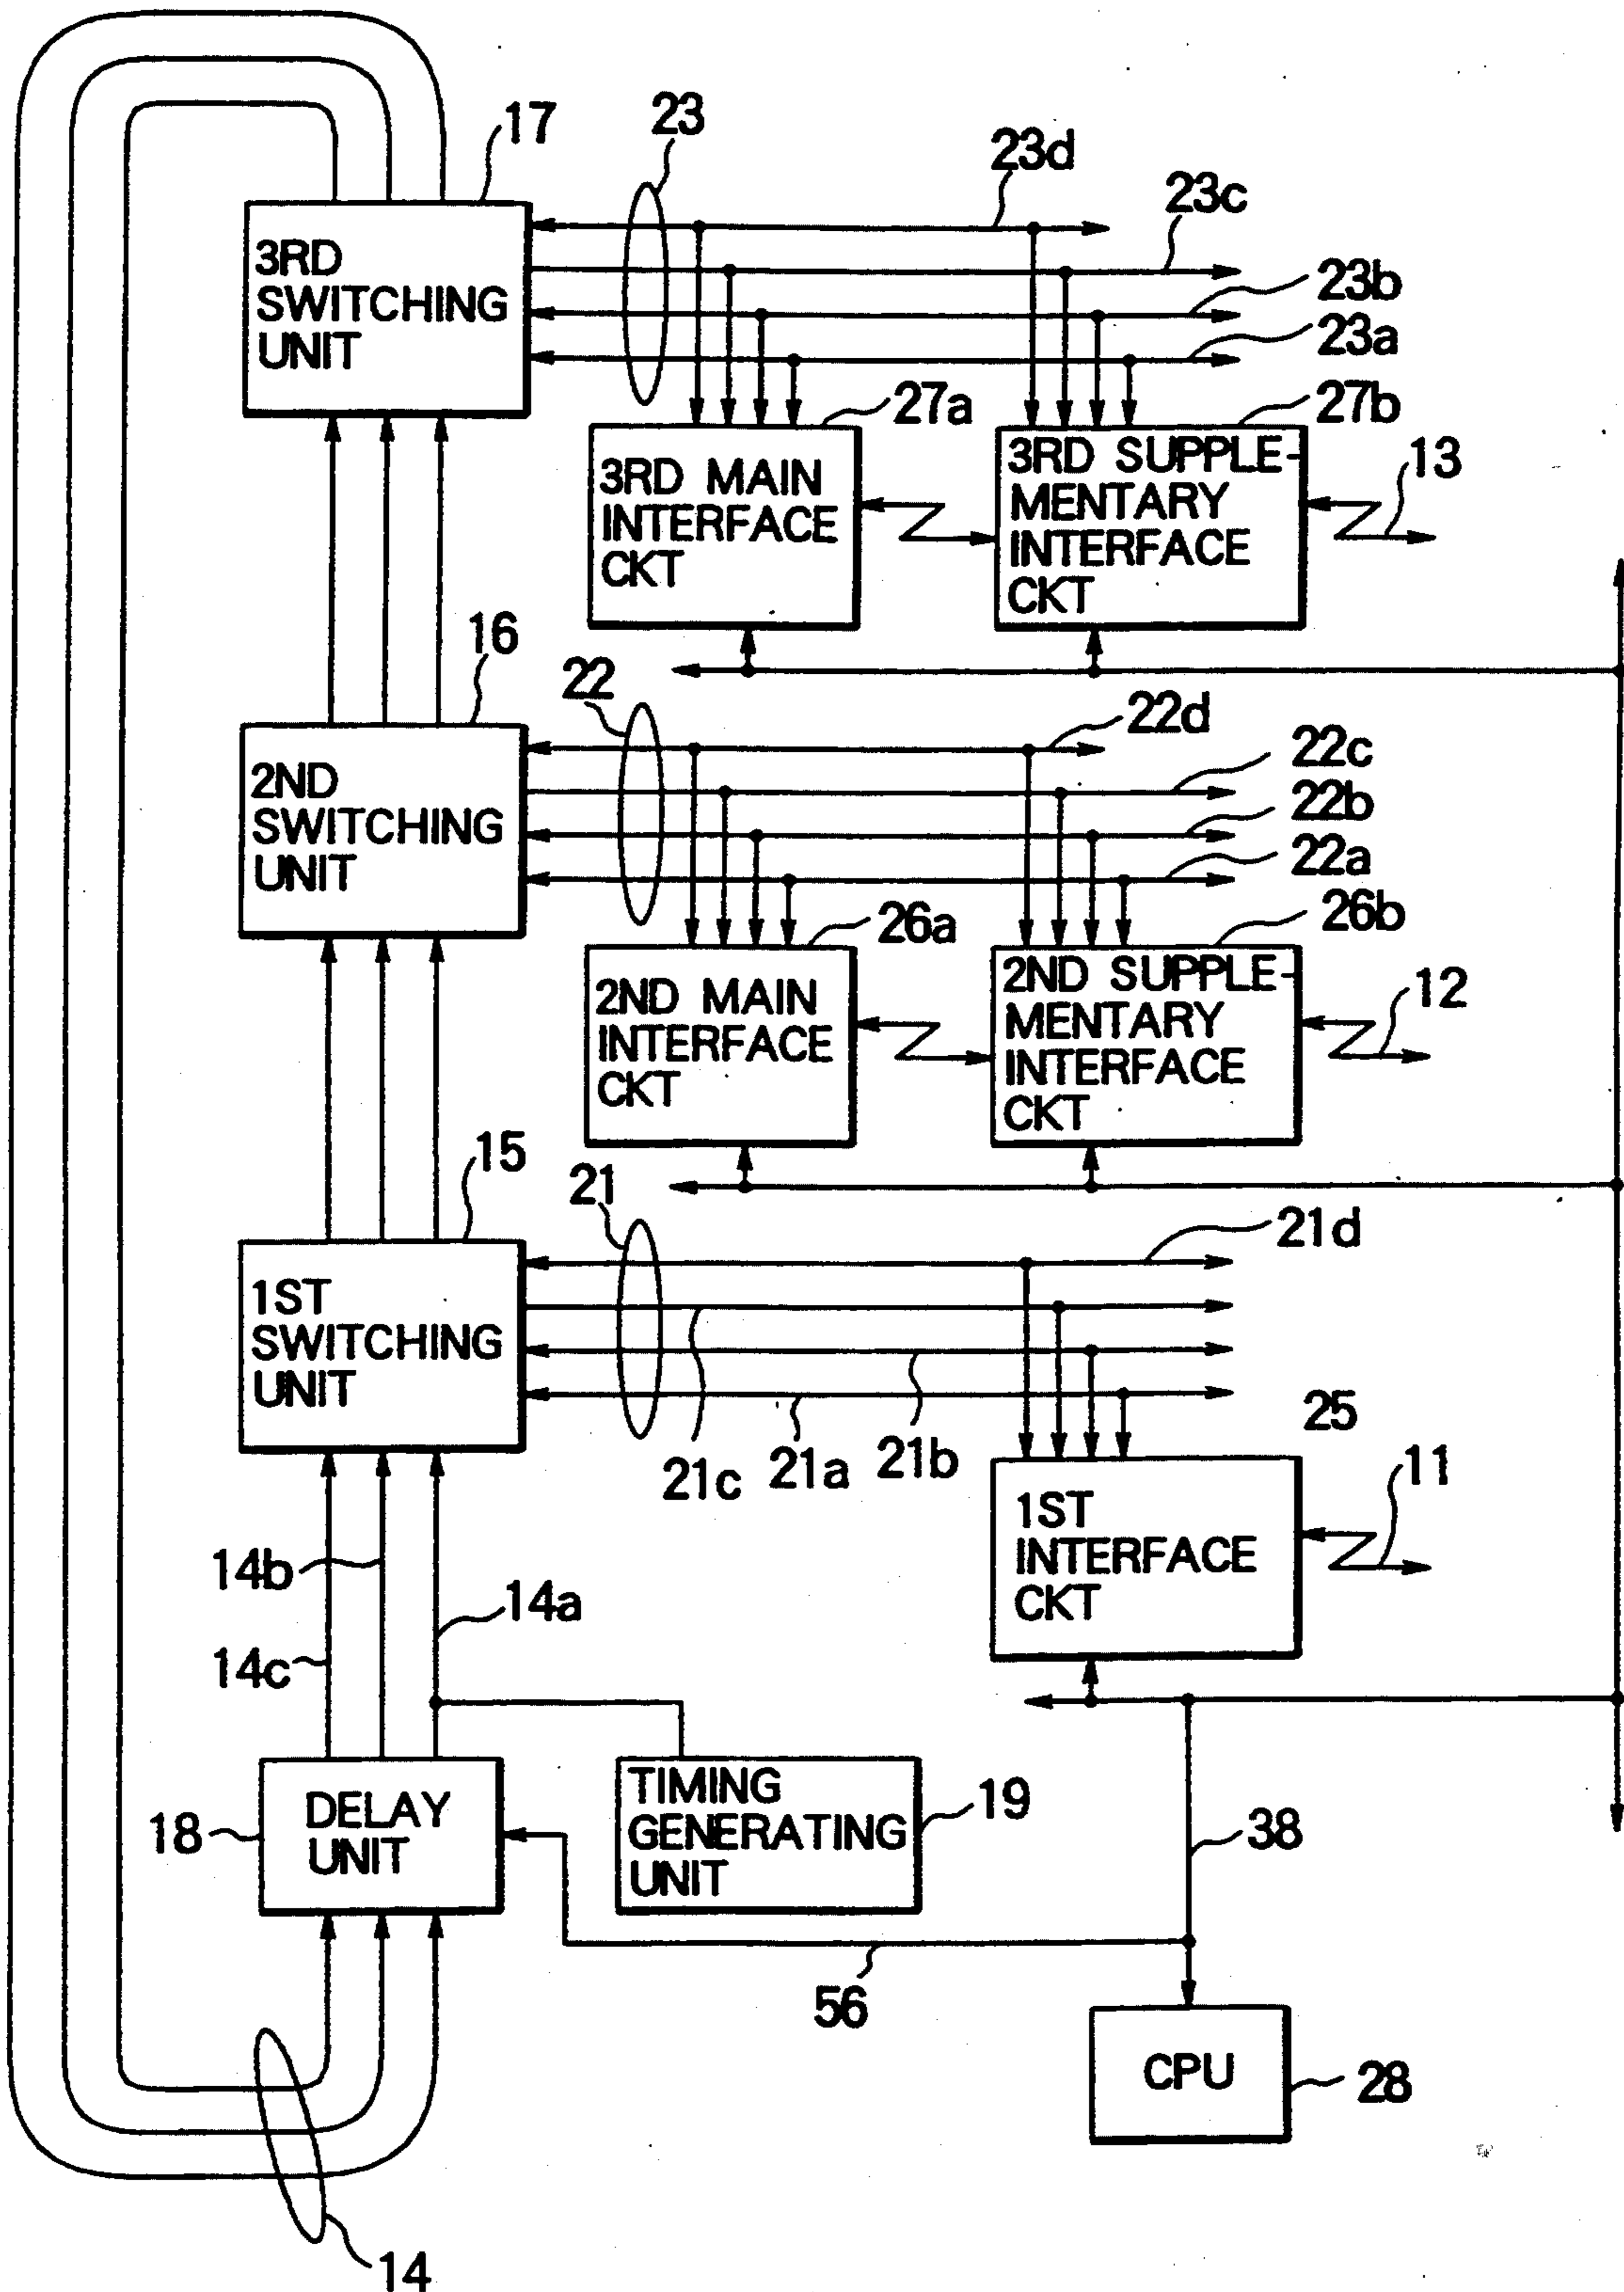 17
23
23d
23c
23b
23a
3RD
SWITCHING
UNIT
27a
27b
3RD MAIN
INTERFACE
CKT
3RD SUPPLE-
MENTARY
INTERFACE
CKT
13
16
22
22d
22c
22b
22a
2ND
SWITCHING
UNIT
26a
26b
2ND MAIN
INTERFACE
CKT
2ND SUPPLE-
MENTARY
INTERFACE
CKT
12
15
21
21d
1ST
SWITCHING
UNIT
21c
21a
21b
25
1ST
INTERFACE
CKT
11
14b
14a
14c
18
DELAY
UNIT
TIMING
GENERATING
UNIT
19
38
56
CPU
28
14